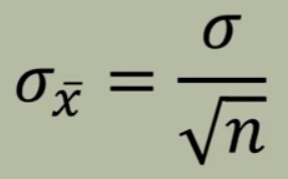 σ_x̄ = σ/√n